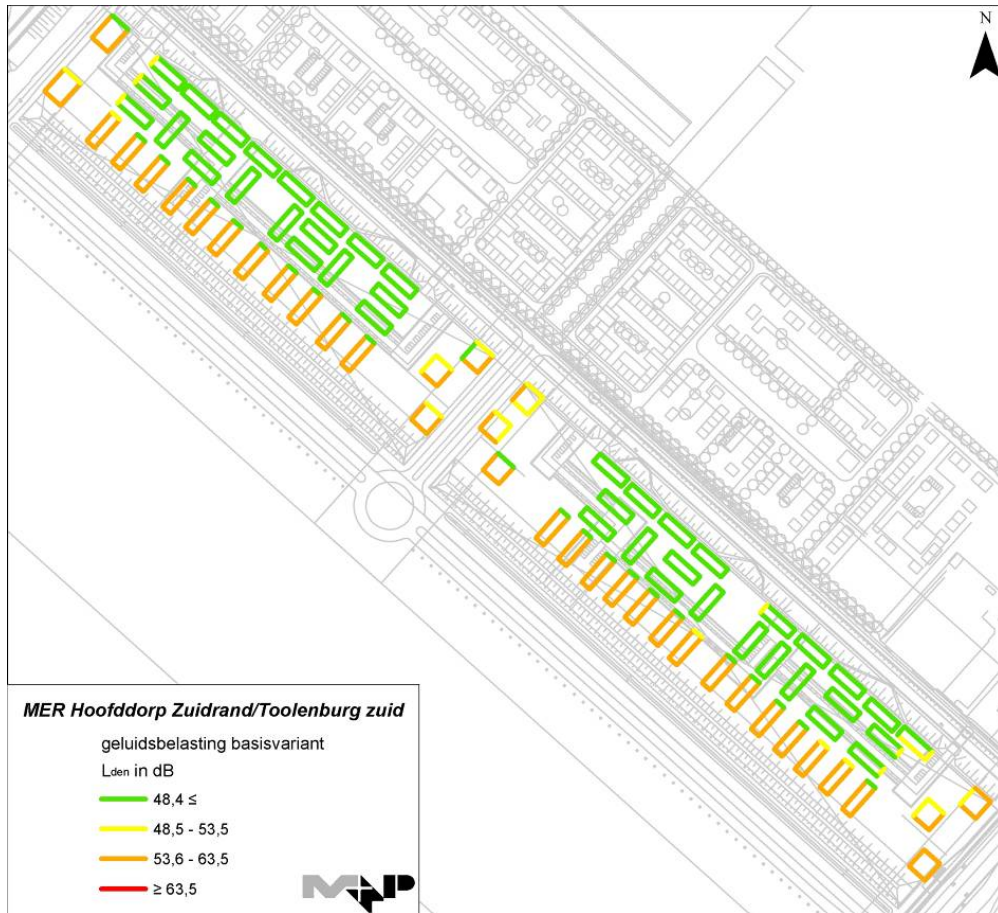 N
MER Hoofddorp Zuidrand/Toolenburg zuid
geluidsbelasting basisvariant
Lden in dB
48,4 ≤
48,5 - 53,5
53,6 - 63,5
≥ 63,5
M+P